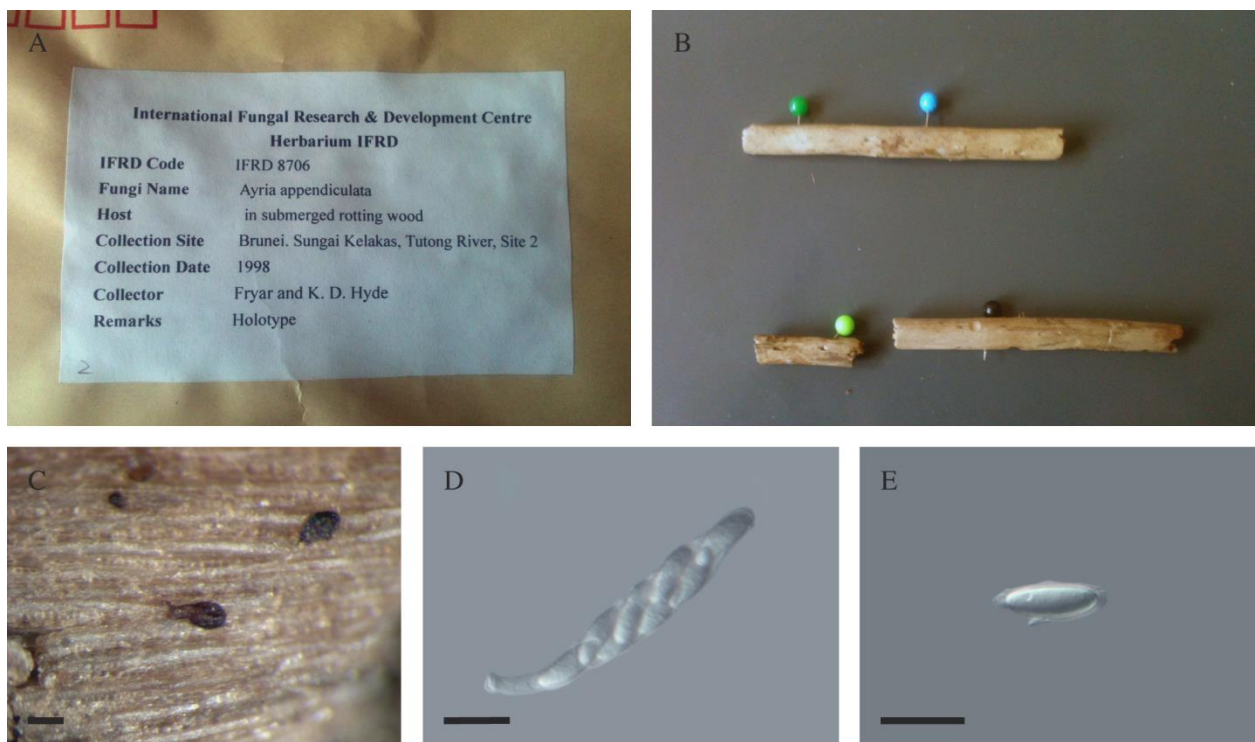 A
International Fungal Research & Development Centre
Herbarium IFRD
IFRD Code IFRD 8706
Fungi Name Ayria appendiculata
Host in submerged rotting wood
Collection Site Brunei. Sungai Kelakas, Tutong River, Site 2
Collection Date 1998
Collector Fryar and K. D. Hyde
Remarks Holotype
2
B
C
D
E